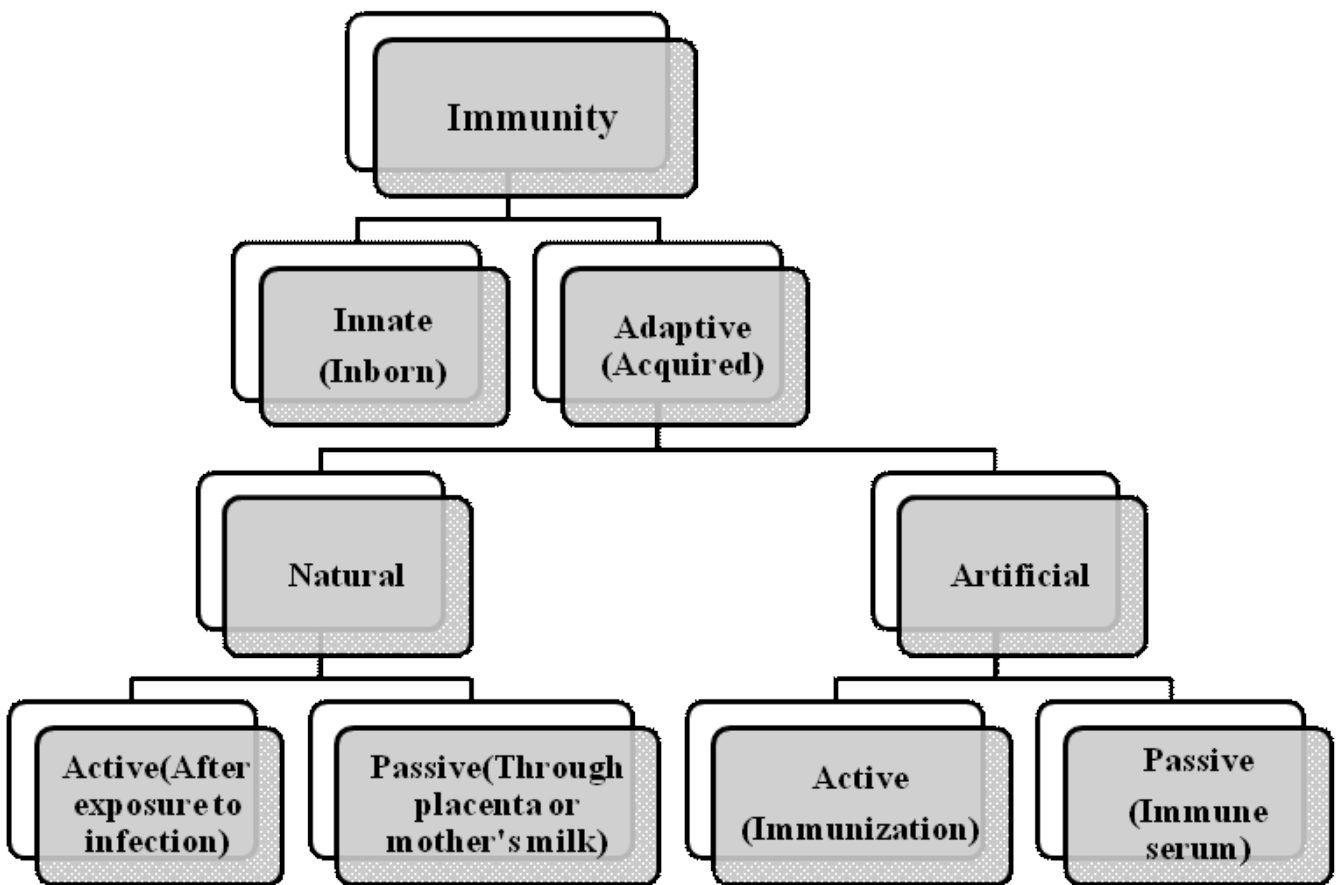 Immunity
Innate
(Inborn)
Adaptive
(Acquired)
Natural
Artificial
Active(After
exposure to
infection)
Passive(Through
placenta or
mother's milk)
Active
(Immunization)
Passive
(Immune
serum)